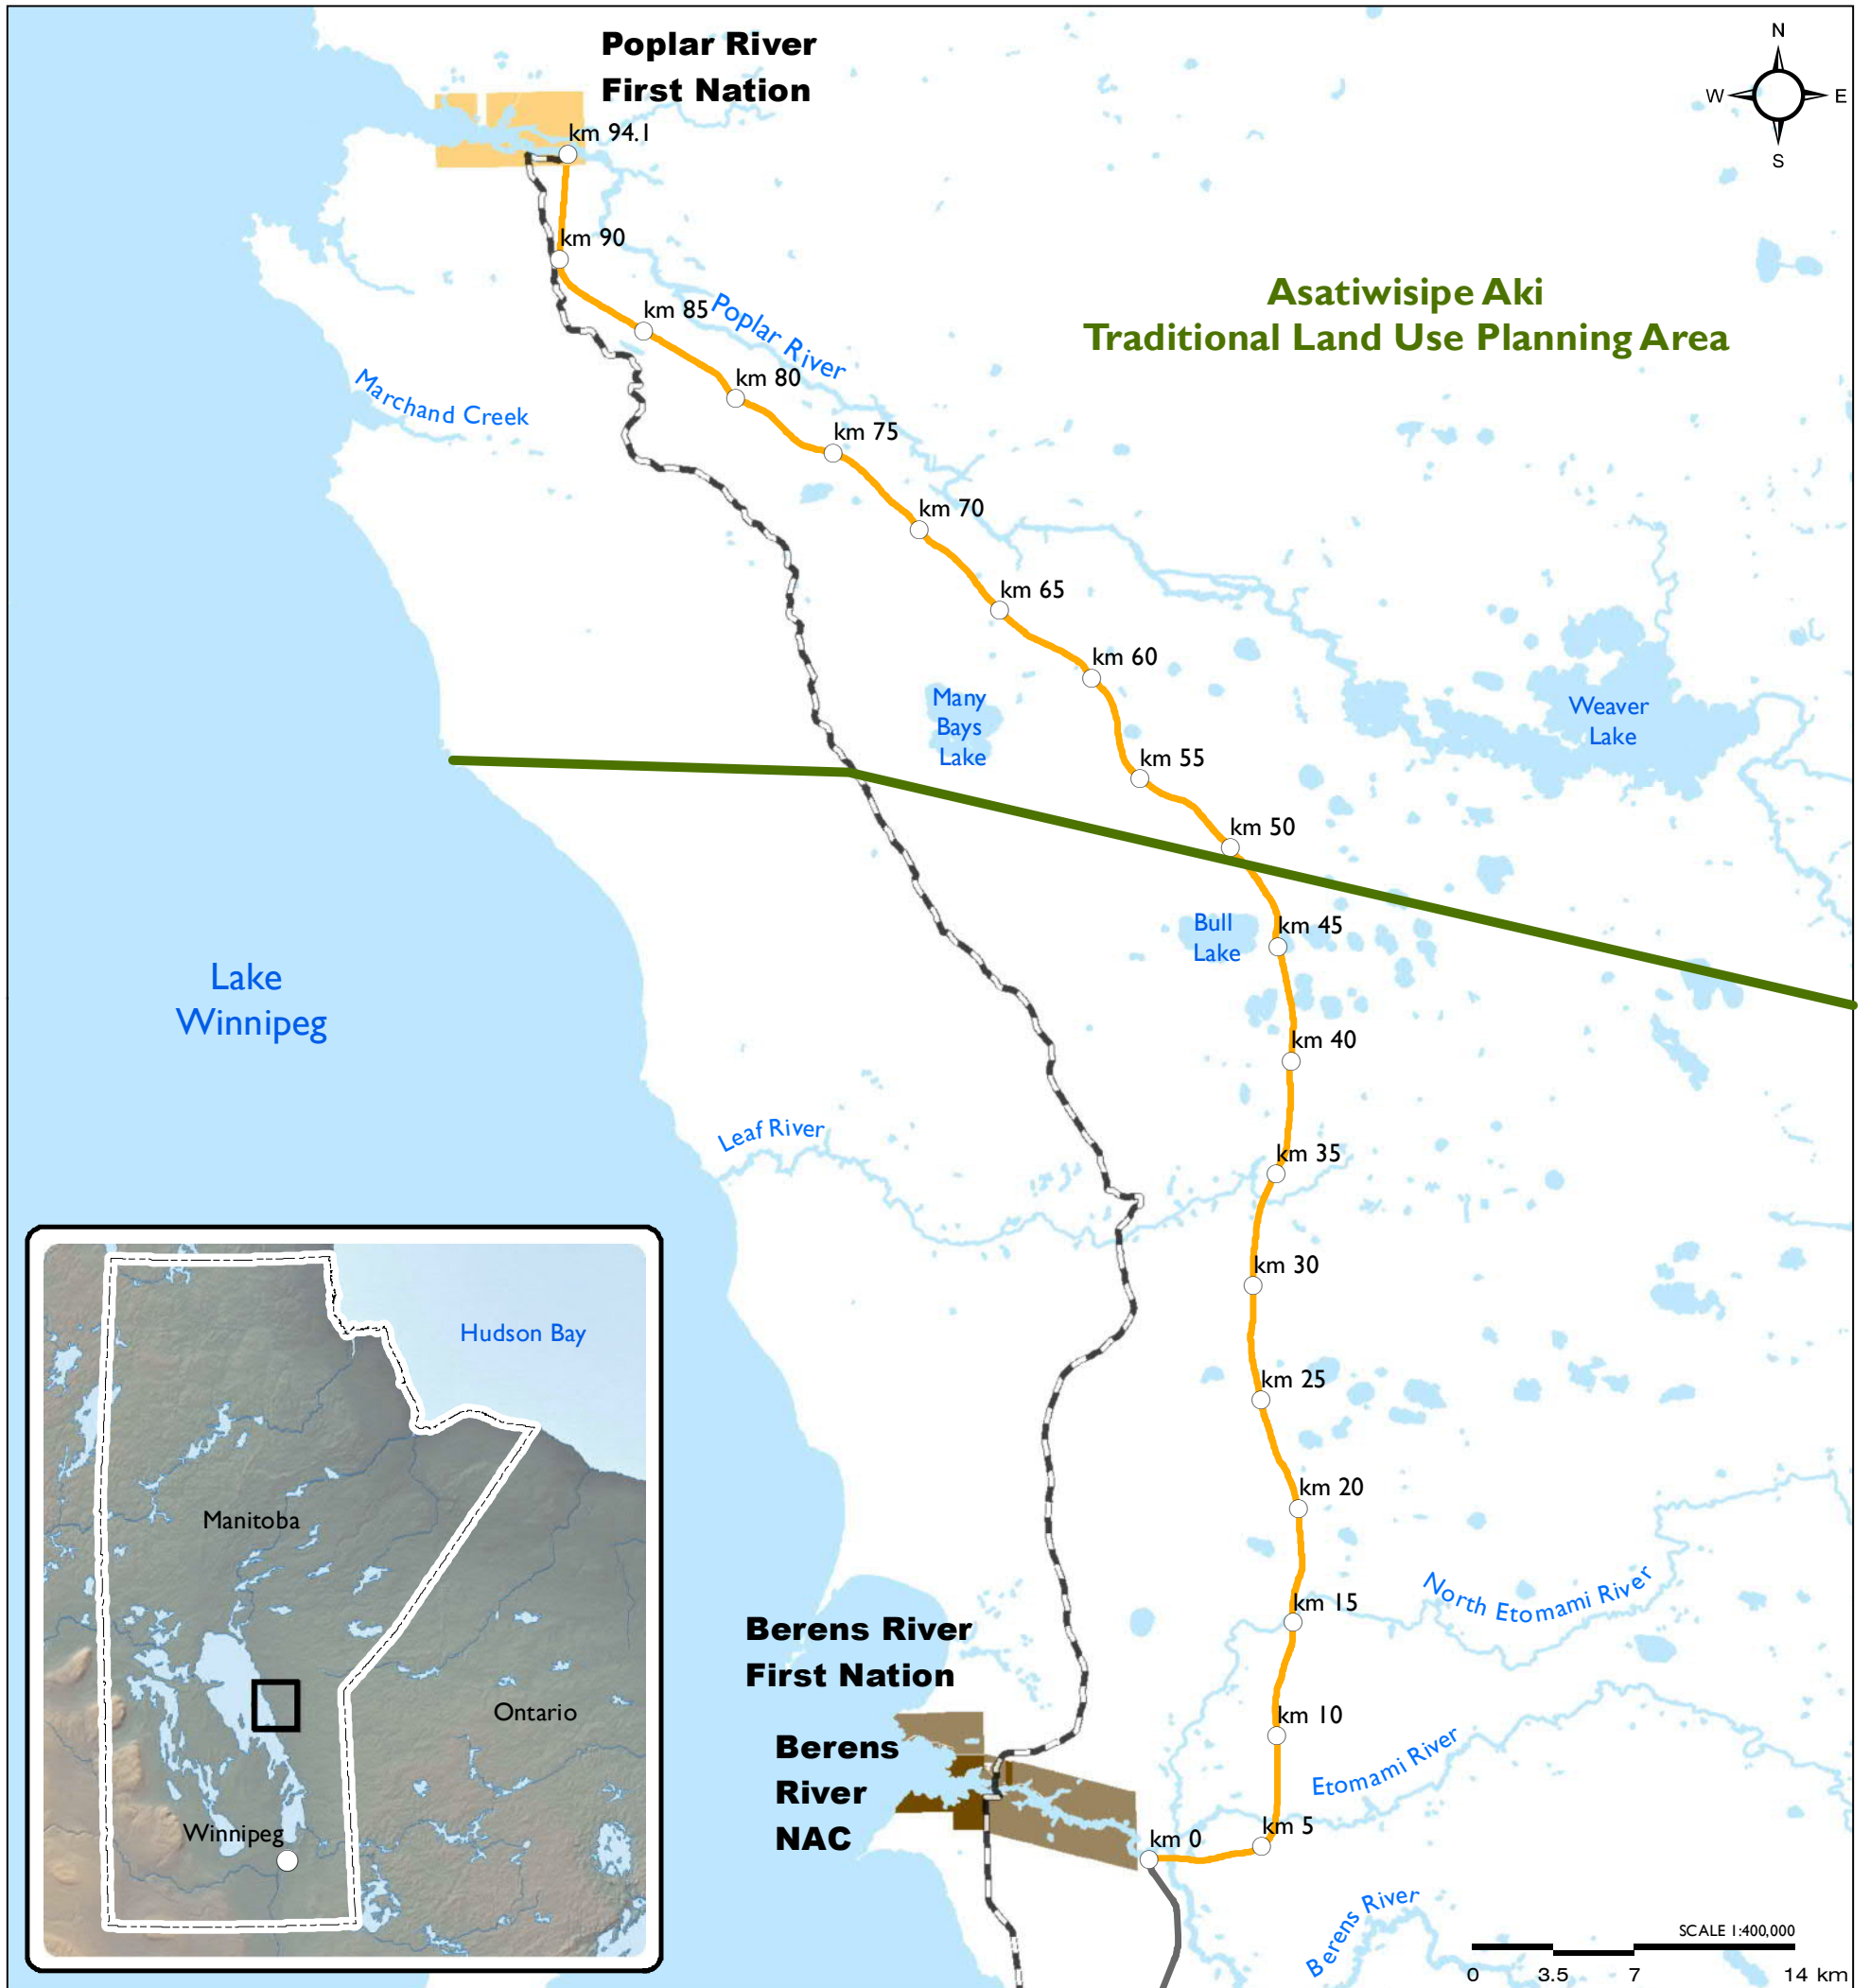 Poplar River
First Nation
N
W
E
S
km 94.1
km 90
Asatiwisipe Aki
Traditional Land Use Planning Area
km 85
Poplar River
km 80
Marchand Creek
km 75
km 70
km 65
km 60
Many
Bays
Lake
Weaver
Lake
km 55
km 50
Bull
Lake
km 45
Lake
Winnipeg
km 40
Leaf River
km 35
km 30
Hudson Bay
km 25
km 20
Manitoba
North Etomami River
km 15
Berens River
First Nation
Ontario
km 10
Berens
River
NAC
Etomami River
km 5
km 0
Winnipeg
Berens River
SCALE 1:400,000
0 3.5 7 14 km